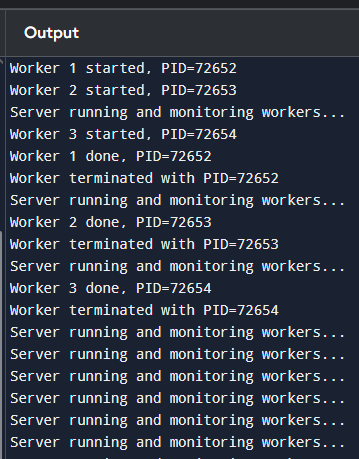 Output
Worker 1 started, PID=72652
Worker 2 started, PID=72653
Server running and monitoring workers...
Worker 3 started, PID=72654
Worker 1 done, PID=72652
Worker terminated with PID=72652
Server running and monitoring workers...
Worker 2 done, PID=72653
Worker terminated with PID=72653
Server running and monitoring workers...
Worker 3 done, PID=72654
Worker terminated with PID=72654
Server running and monitoring workers...
Server running and monitoring workers...
Server running and monitoring workers...
Server running and monitoring workers...
Server running and monitoring workers...
Server running and monitoring workers...